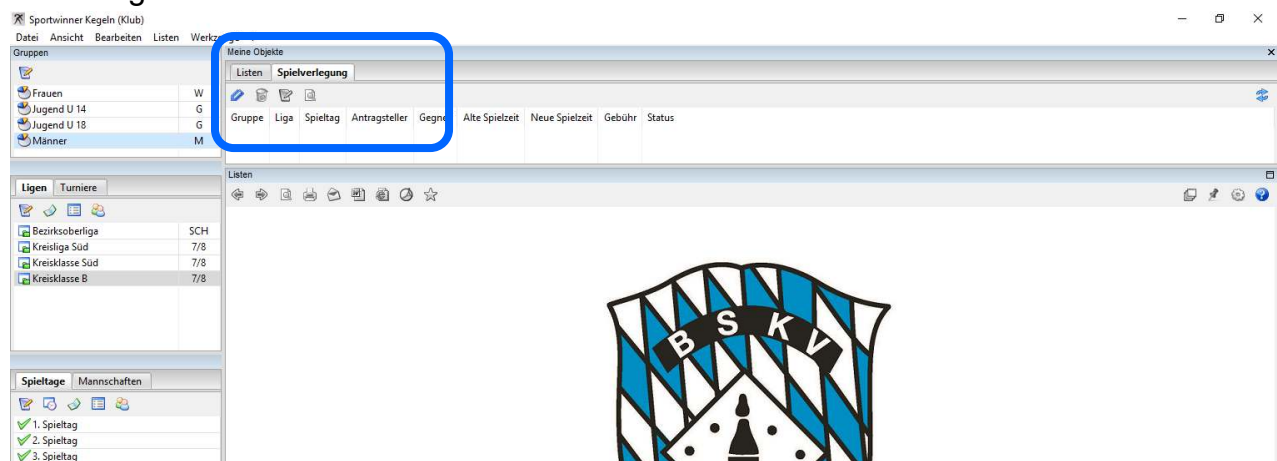 Sportwinner Kegeln (Klub)
Datei Ansicht Bearbeiten Listen
Gruppen
Frauen W
Jugend U 14 G
Jugend U 18 G
Männer M
Ligen Turniere
Bezirksoberliga SCH
Kreisliga Süd 7/8
Kreisklasse Süd 7/8
Kreisklasse B 7/8
Spieltage Mannschaften
1. Spieltag
2. Spieltag
3. Spieltag
Meine Objekte
Listen Spielverlegung
Gruppe Liga Spieltag Antragsteller Gegner Alte Spielzeit Neue Spielzeit Gebühr Status
Listen
BSKV